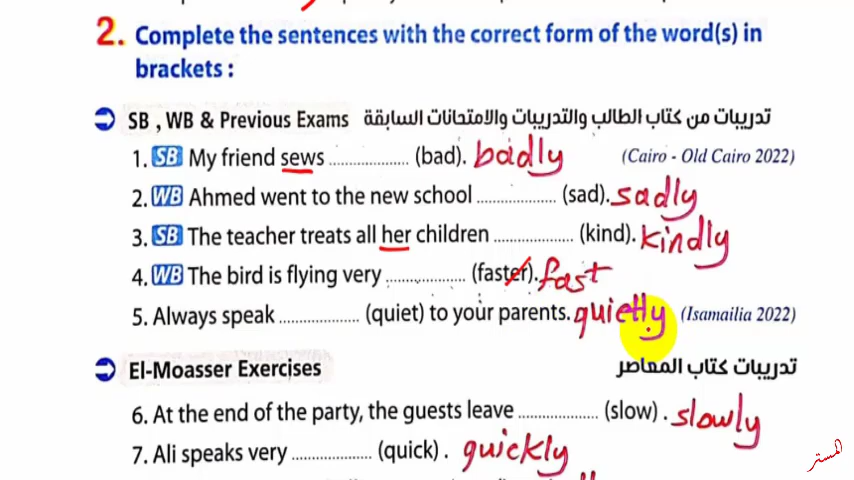 2. Complete the sentences with the correct form of the word(s) in
brackets :
SB , WB & Previous Exams تدريبات من كتاب الطالب والتدريبات والامتحانات السابقة
1. SB My friend sews .................. (bad). badly (Cairo - Old Cairo 2022)
2. WB Ahmed went to the new school .................. (sad). sadly
3. SB The teacher treats all her children .................. (kind). kindly
4. WB The bird is flying very .................. (faster). fast
5. Always speak .................. (quiet) to your parents. quietly (Isamailia 2022)
El-Moasser Exercises تدريبات كتاب المعاصر
6. At the end of the party, the guests leave .................. (slow) . slowly
7. Ali speaks very .................. (quick) . quickly
المستر